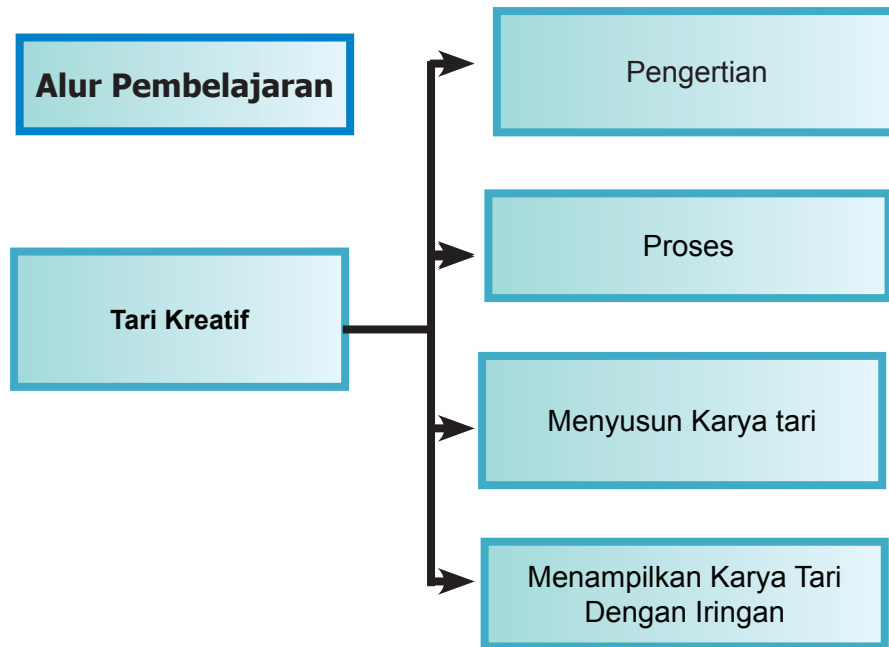 Alur Pembelajaran
Tari Kreatif
Pengertian
Proses
Menyusun Karya tari
Menampilkan Karya Tari
Dengan Iringan